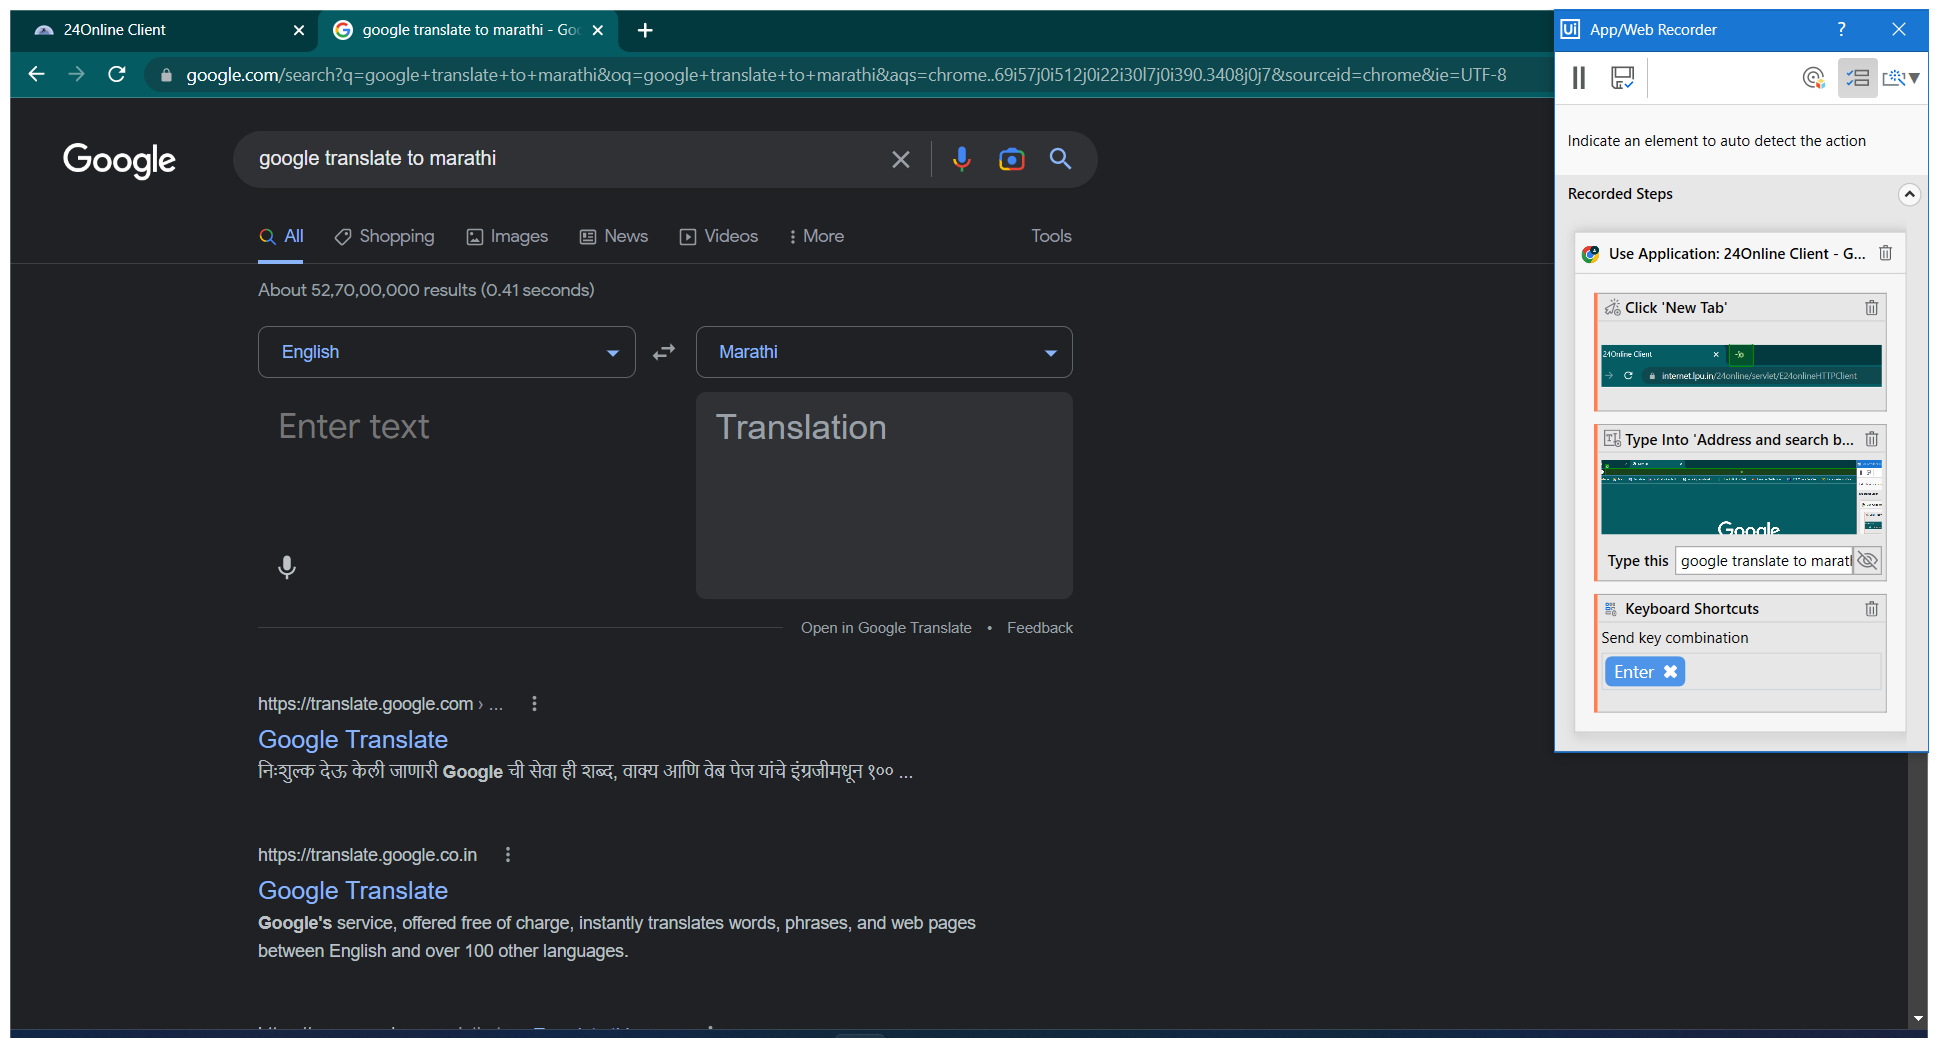 24Online Client
google translate to marathi - Goo
google.com/search?q=google+translate+to+marathi&oq=google+translate+to+marathi&aqs=chrome..69i57j0i512j0i22i30l7j0i390.3408j0j7&sourceid=chrome&ie=UTF-8
Google
google translate to marathi
All
Shopping
Images
News
Videos
More
Tools
About 52,70,00,000 results (0.41 seconds)
English
Marathi
Enter text
Translation
Open in Google Translate • Feedback
https://translate.google.com › ...
Google Translate
निःशुल्क देऊ केली जाणारी Google ची सेवा ही शब्द, वाक्य आणि वेब पेज यांचे इंग्रजीमधून १०० ...
https://translate.google.co.in
Google Translate
Google's service, offered free of charge, instantly translates words, phrases, and web pages
between English and over 100 other languages.
Ui App/Web Recorder ?
Indicate an element to auto detect the action
Recorded Steps
Use Application: 24Online Client - G...
Click 'New Tab'
24Online Client
internet.lpu.in/24online/servlet/E24onlineHTTPClient
Type Into 'Address and search b...
Google
Type this google translate to marat
Keyboard Shortcuts
Send key combination
Enter